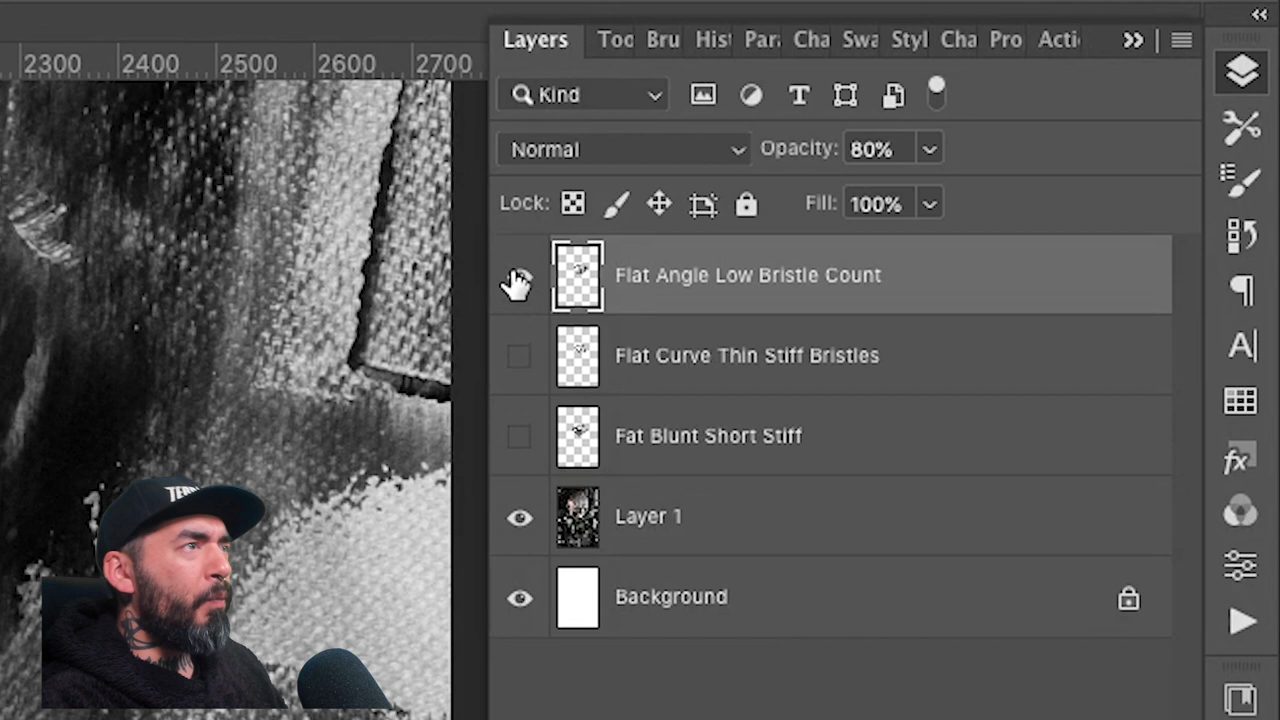 Layers Too Bru Hist Para Cha Swa Styl Cha Pro Acti
2300 2400 2500 2600 2700
Kind
Normal Opacity: 80%
Lock: Fill: 100%
Flat Angle Low Bristle Count
Flat Curve Thin Stiff Bristles
Fat Blunt Short Stiff
Layer 1
Background